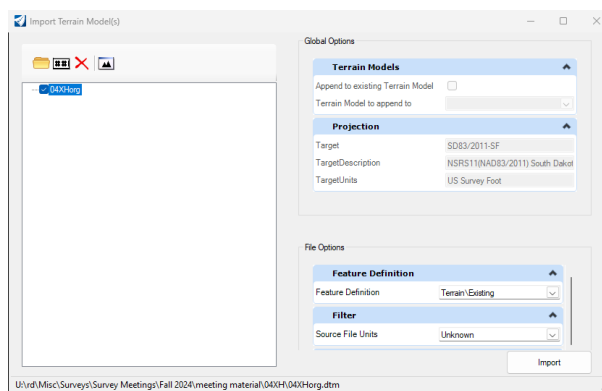 Import Terrain Model(s)
Global Options
Terrain Models
Append to existing Terrain Model
Terrain Model to append to
Projection
Target SD83/2011-SF
TargetDescription NSRS11(NAD83/2011) South Dakot
TargetUnits US Survey Foot
04XHorg
File Options
Feature Definition
Feature Definition Terrain\Existing
Filter
Source File Units Unknown
Import
U:\rd\Misc\Surveys\Survey Meetings\Fall 2024\meeting material\04XH\04XHorg.dtm